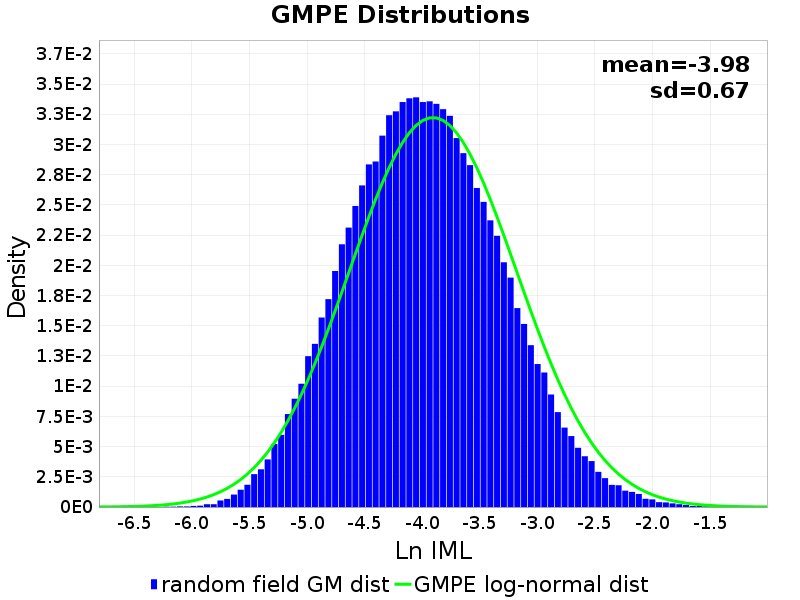 GMPE Distributions
mean=-3.98
sd=0.67
3.7E-2
3.5E-2
3.3E-2
3E-2
2.8E-2
2.5E-2
2.2E-2
2E-2
1.8E-2
1.5E-2
1.3E-2
1E-2
7.5E-3
5E-3
2.5E-3
0E0
Density
-6.5 -6.0 -5.5 -5.0 -4.5 -4.0 -3.5 -3.0 -2.5 -2.0 -1.5
Ln IML
random field GM dist GMPE log-normal dist